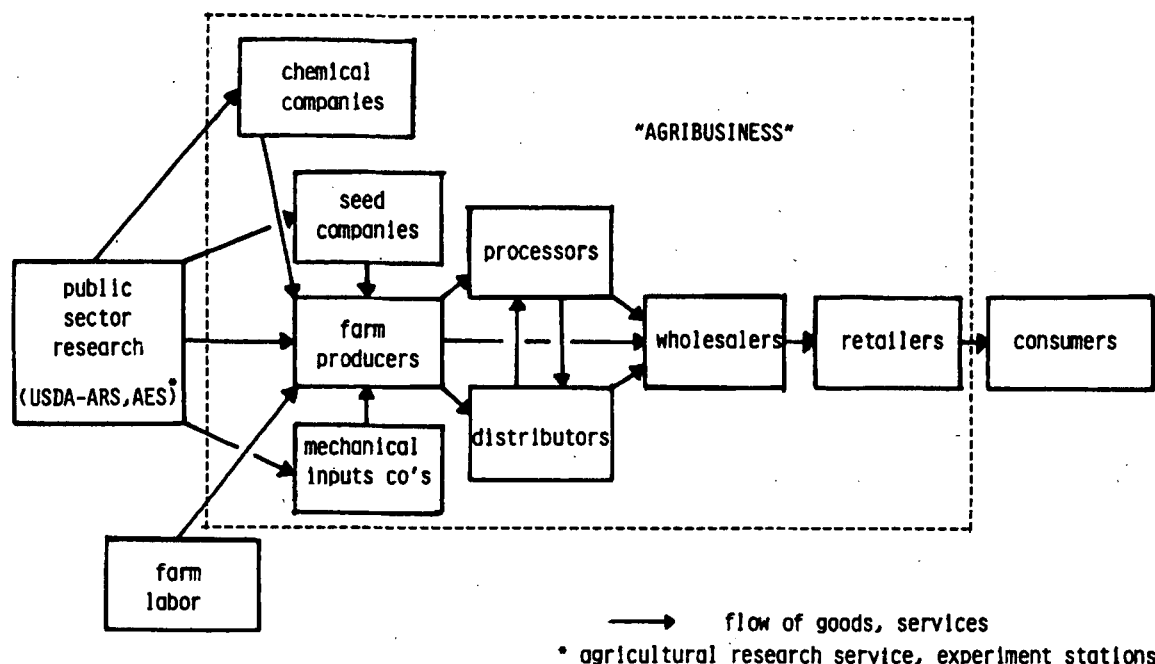 chemical
companies
"AGRIBUSINESS"
seed
companies
processors
public
sector
research
(USDA-ARS,AES)*
farm
producers
wholesalers
retailers
consumers
distributors
mechanical
inputs co's
farm
labor
flow of goods, services
* agricultural research service, experiment stations